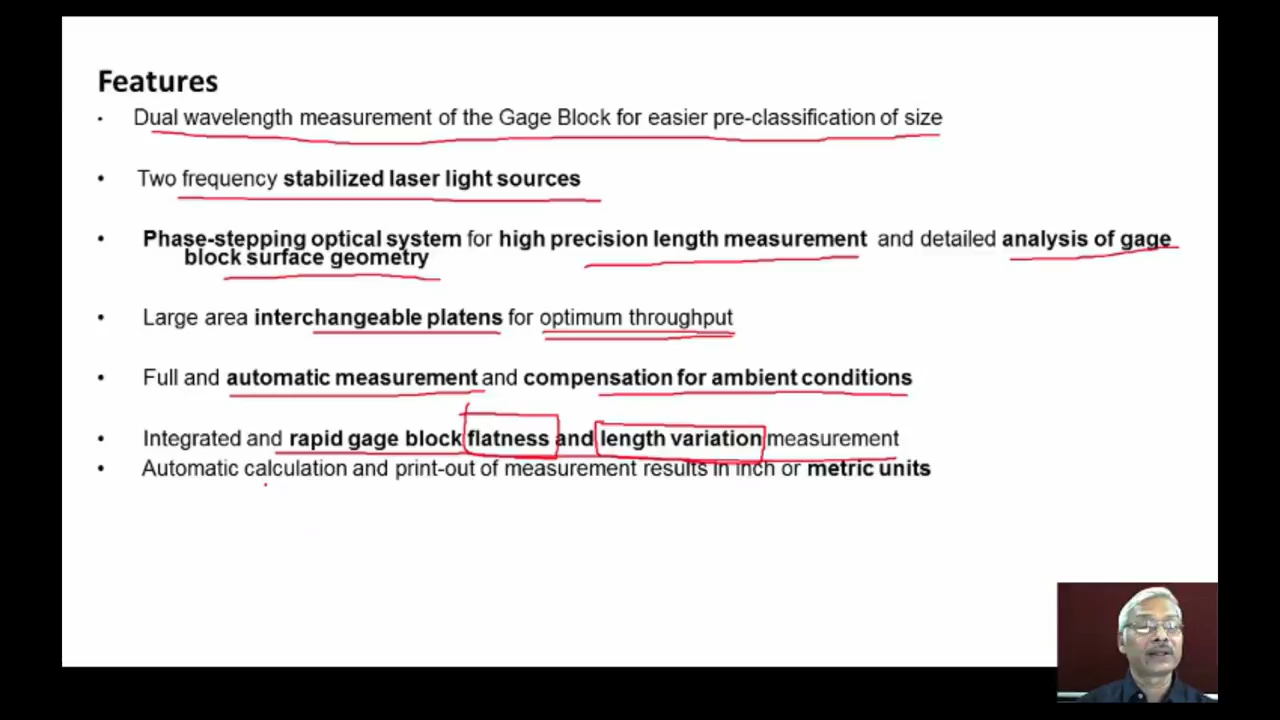 Features
• Dual wavelength measurement of the Gage Block for easier pre-classification of size
• Two frequency stabilized laser light sources
• Phase-stepping optical system for high precision length measurement and detailed analysis of gage
block surface geometry
• Large area interchangeable platens for optimum throughput
• Full and automatic measurement and compensation for ambient conditions
• Integrated and rapid gage block flatness and length variation measurement
• Automatic calculation and print-out of measurement results in inch or metric units